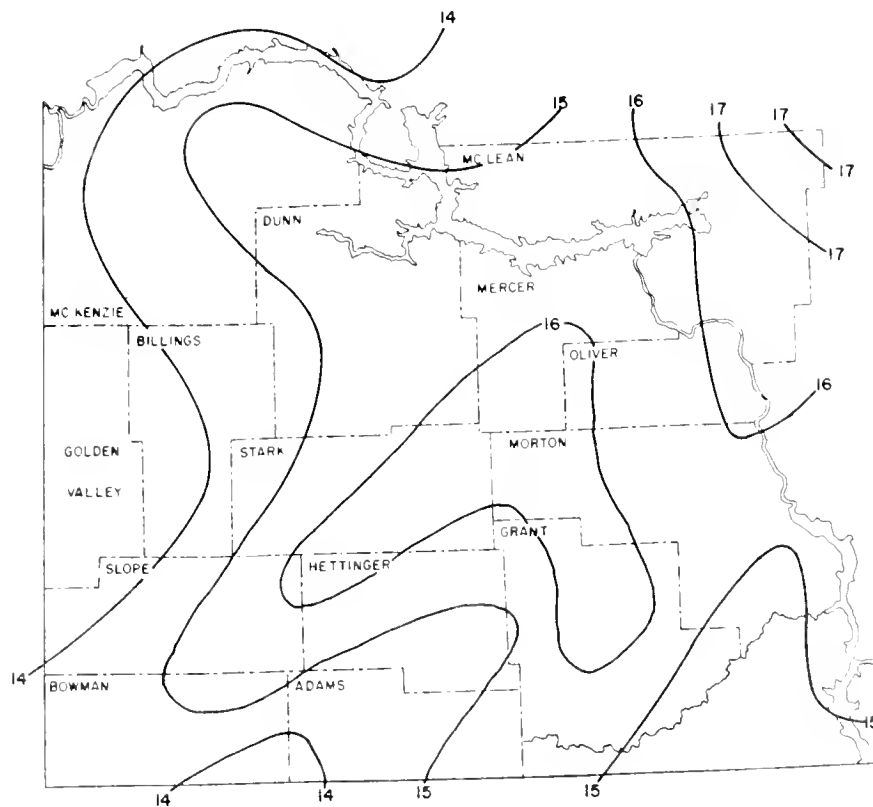 14
15
16
17
17
MC LEAN
17
DUNN
17
MERCER
MC KENZIE
16
BILLINGS
OLIVER
16
GOLDEN
VALLEY
STARK
MORTON
GRANT
SLOPE
HETTINGER
14
BOWMAN
ADAMS
15
14
14
15
15